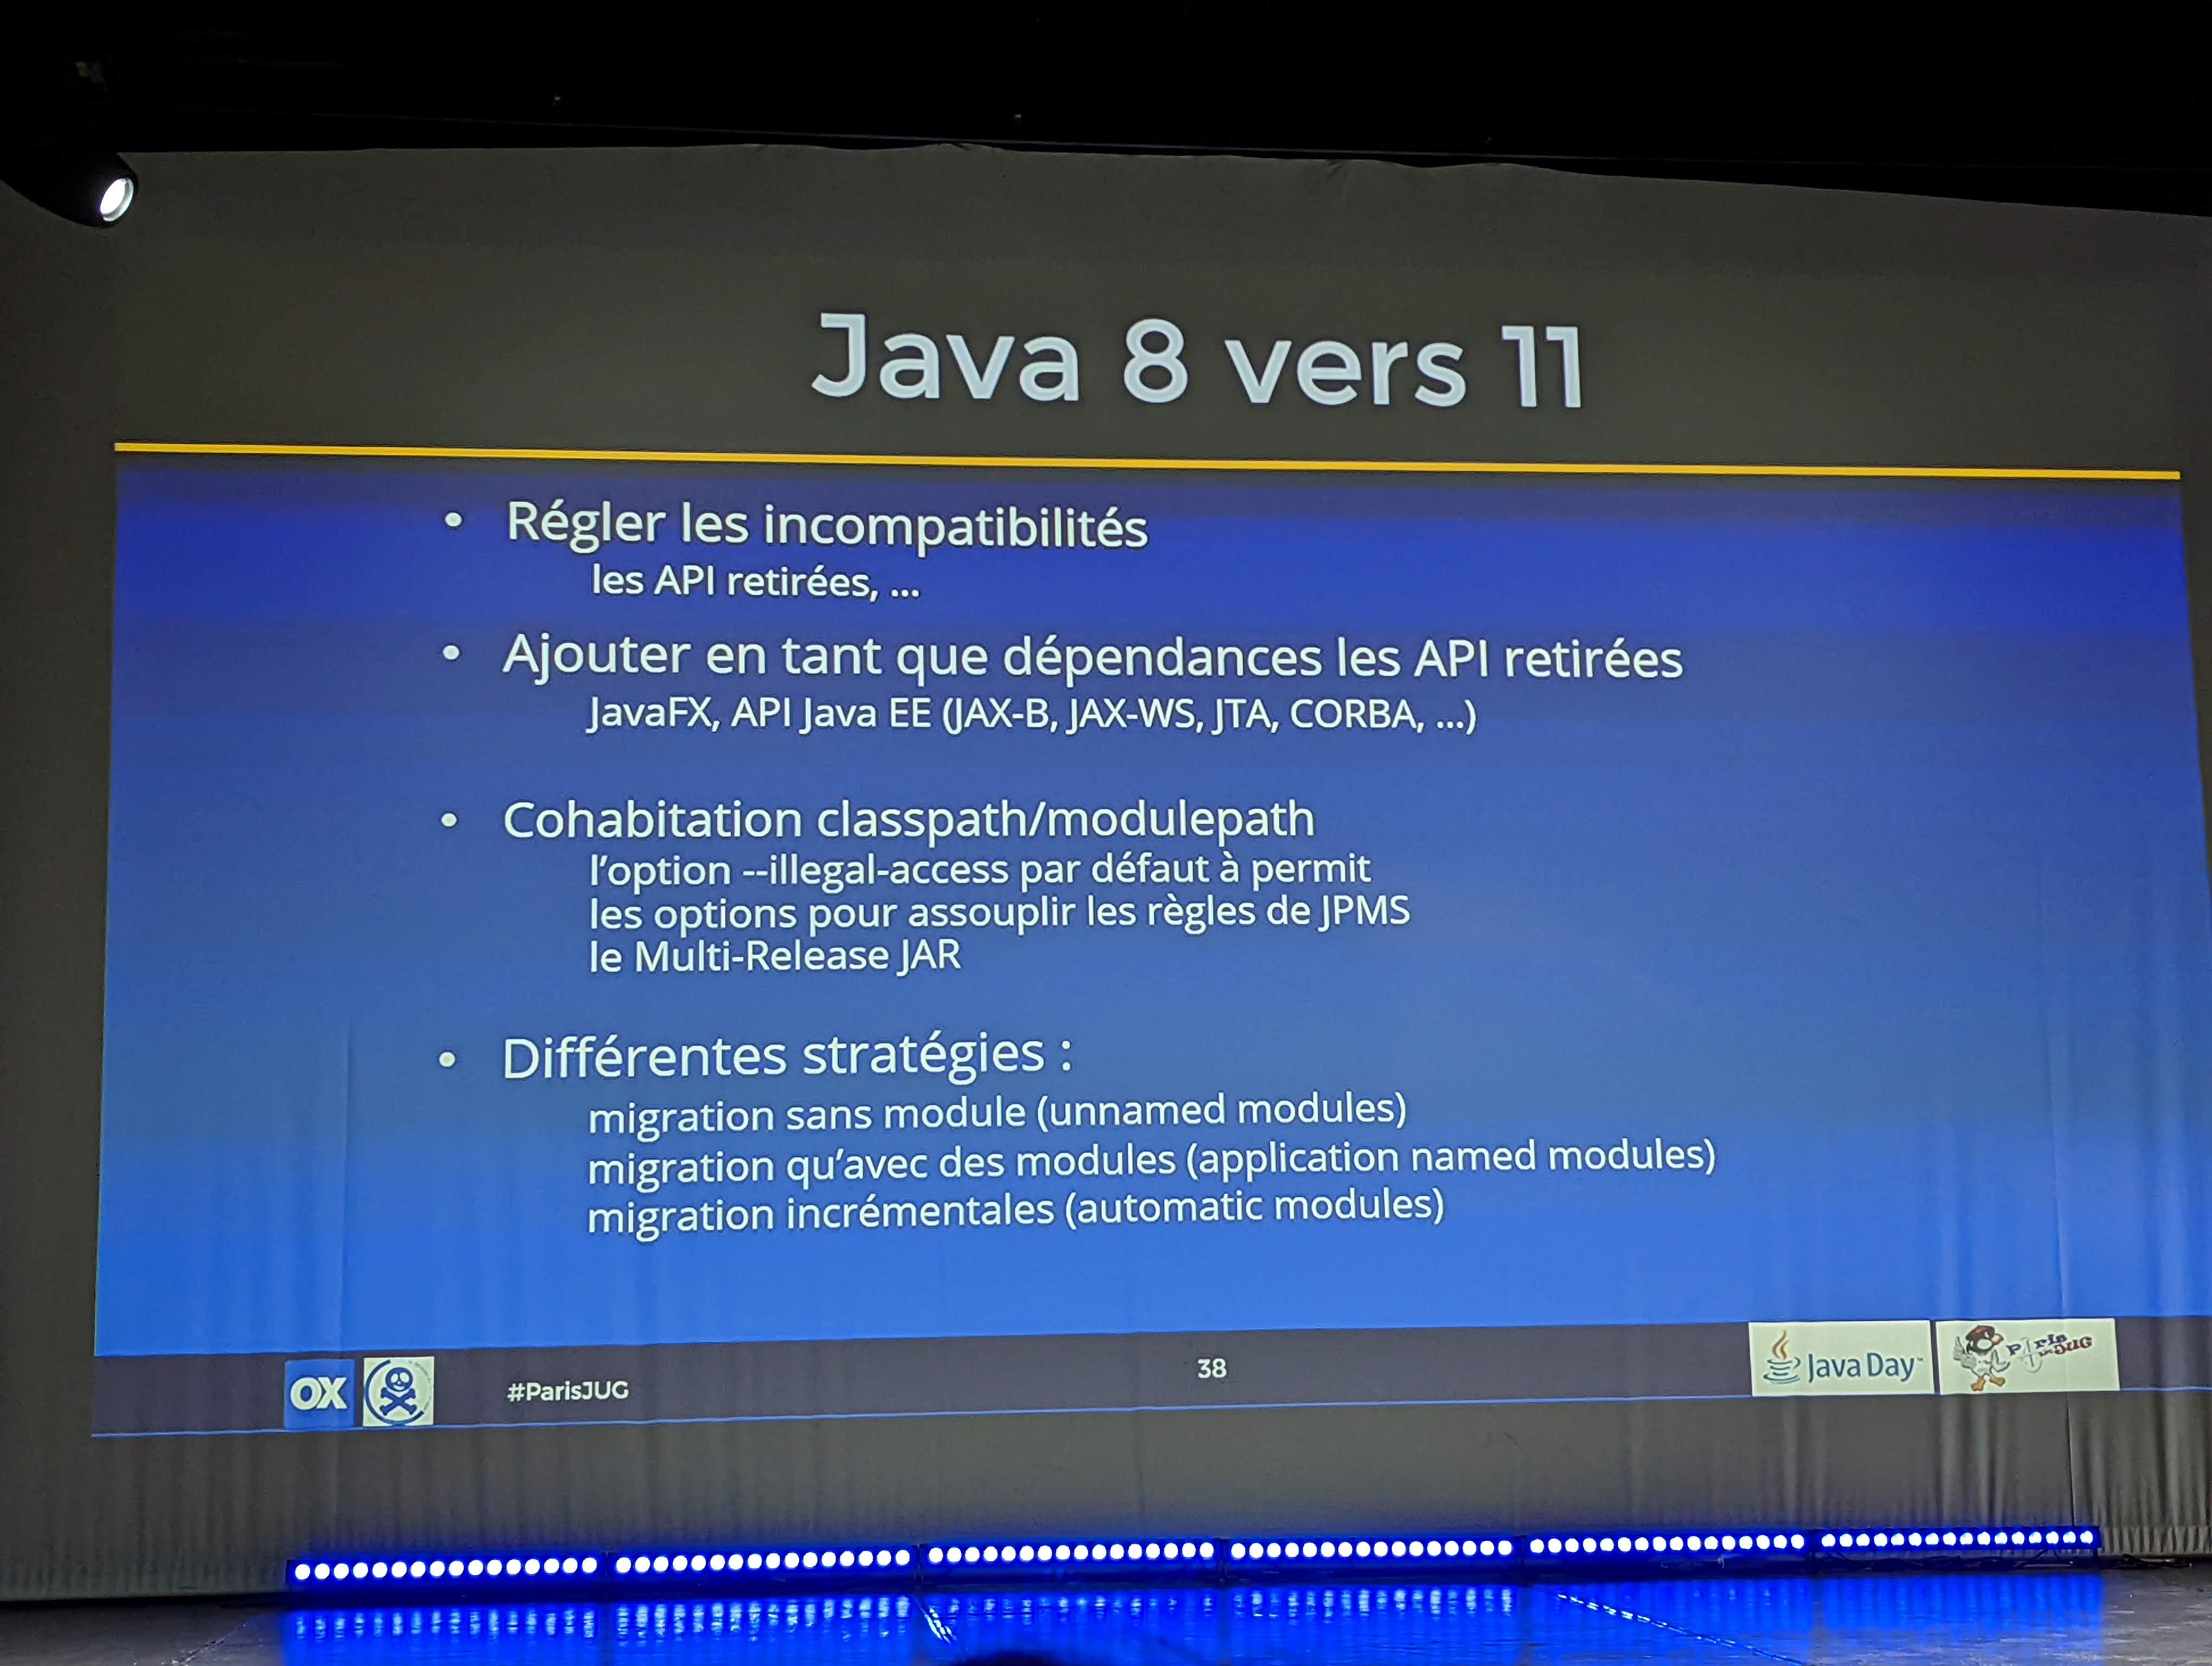 Java 8 vers 11
• Régler les incompatibilités
les API retirées, ...
• Ajouter en tant que dépendances les API retirées
JavaFX, API Java EE (JAX-B, JAX-WS, JTA, CORBA, ...)
• Cohabitation classpath/modulepath
l'option --illegal-access par défaut à permit
les options pour assouplir les règles de JPMS
le Multi-Release JAR
• Différentes stratégies :
migration sans module (unnamed modules)
migration qu'avec des modules (application named modules)
migration incrémentales (automatic modules)
OX
#ParisJUG
38
Java Day
Paris JUG